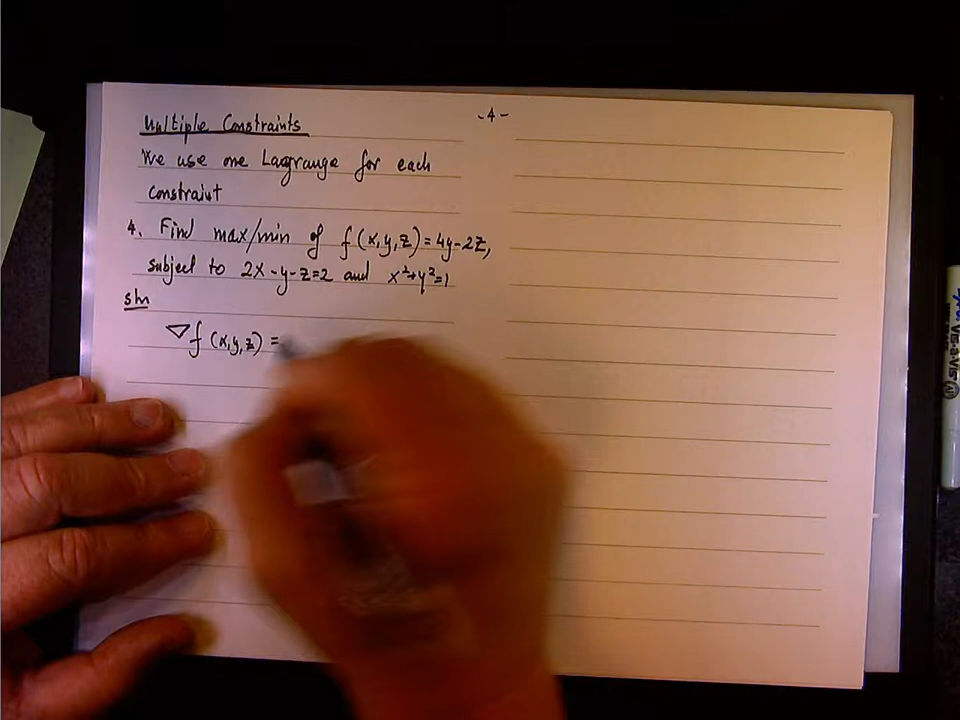 -4-
Multiple Constraints
We use one Lagrange for each
constraint
4. Find max/min of f(x,y,z)=4y-2z,
subject to 2x-y-z=2 and x²+y²=1
sln
∇f(x,y,z) =